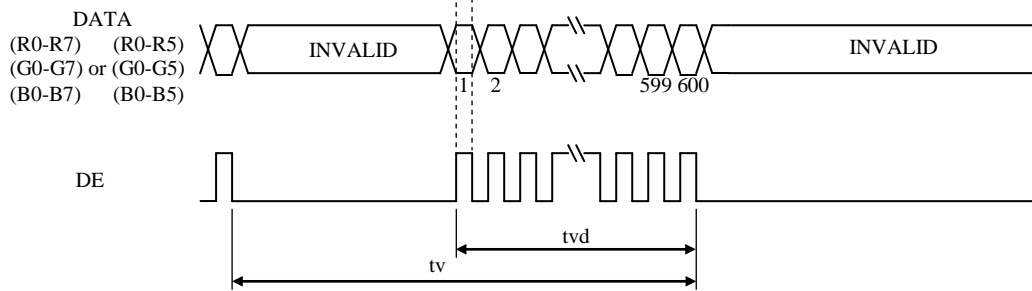 DATA
(R0-R7) (R0-R5)
(G0-G7) or (G0-G5)
(B0-B7) (B0-B5)
INVALID
INVALID
1 2 599 600
DE
tvd
tv